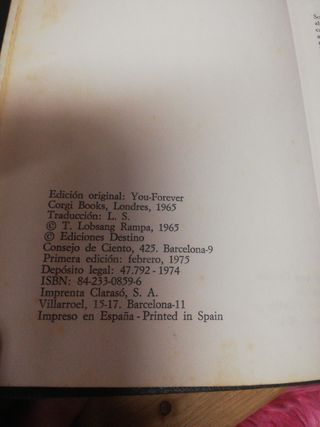 Edición original: You-Forever
Corgi Books, Londres, 1965
Traducción: L. S.
© T. Lobsang Rampa, 1965
© Ediciones Destino
Consejo de Ciento, 425. Barcelona-9
Primera edición: febrero, 1975
Depósito legal: 47.792 - 1974
ISBN: 84-233-0859-6
Imprenta Clarasó, S. A.
Villarroel, 15-17. Barcelona-11
Impreso en España - Printed in Spain